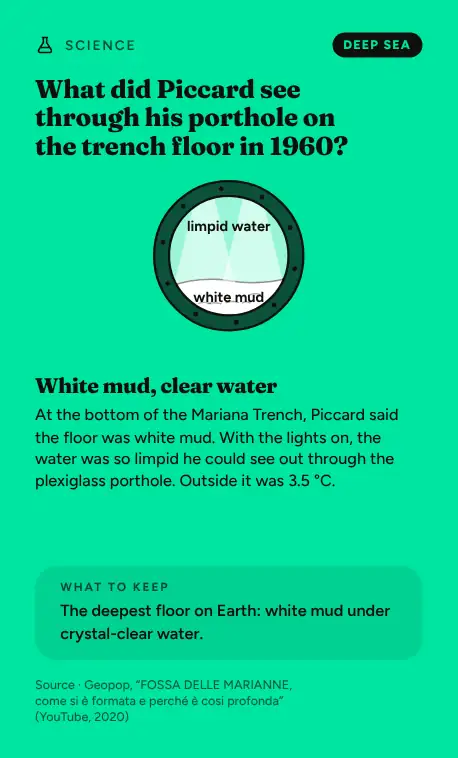 SCIENCE
DEEP SEA
What did Piccard see
through his porthole on
the trench floor in 1960?
limpid water
white mud
White mud, clear water
At the bottom of the Mariana Trench, Piccard said
the floor was white mud. With the lights on, the
water was so limpid he could see out through the
plexiglass porthole. Outside it was 3.5 °C.
WHAT TO KEEP
The deepest floor on Earth: white mud under
crystal-clear water.
Source · Geopop, “FOSSA DELLE MARIANNE,
come si è formata e perché è così profonda”
(YouTube, 2020)